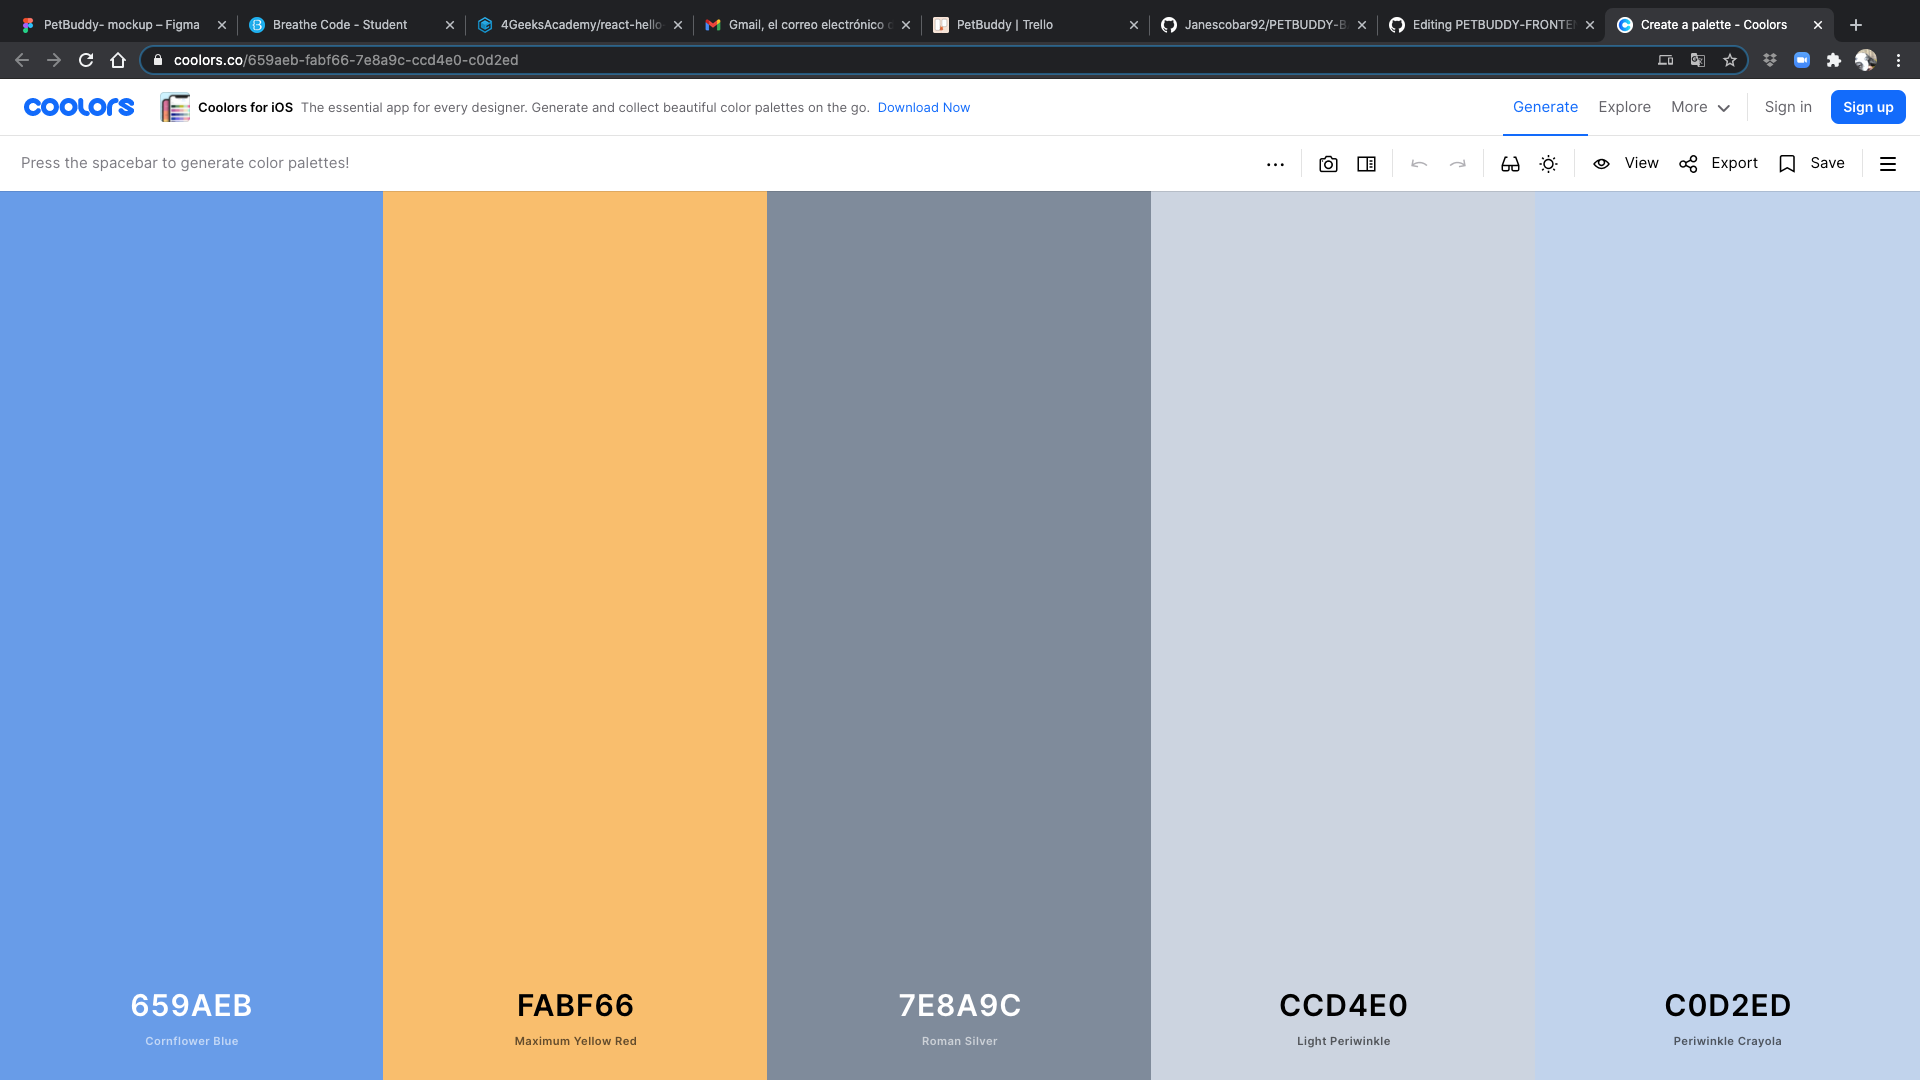 PetBuddy- mockup – Figma
Breathe Code - Student
4GeeksAcademy/react-hello-
Gmail, el correo electrónico d
PetBuddy | Trello
Janescobar92/PETBUDDY-B
Editing PETBUDDY-FRONTEN
Create a palette - Coolors
coolors.co/659aeb-fabf66-7e8a9c-ccd4e0-c0d2ed
coolors
Coolors for iOS The essential app for every designer. Generate and collect beautiful color palettes on the go. Download Now
Generate
Explore
More
Sign in
Sign up
Press the spacebar to generate color palettes!
View
Export
Save
659AEB
FABF66
7E8A9C
CCD4E0
C0D2ED
Cornflower Blue
Maximum Yellow Red
Roman Silver
Light Periwinkle
Periwinkle Crayola